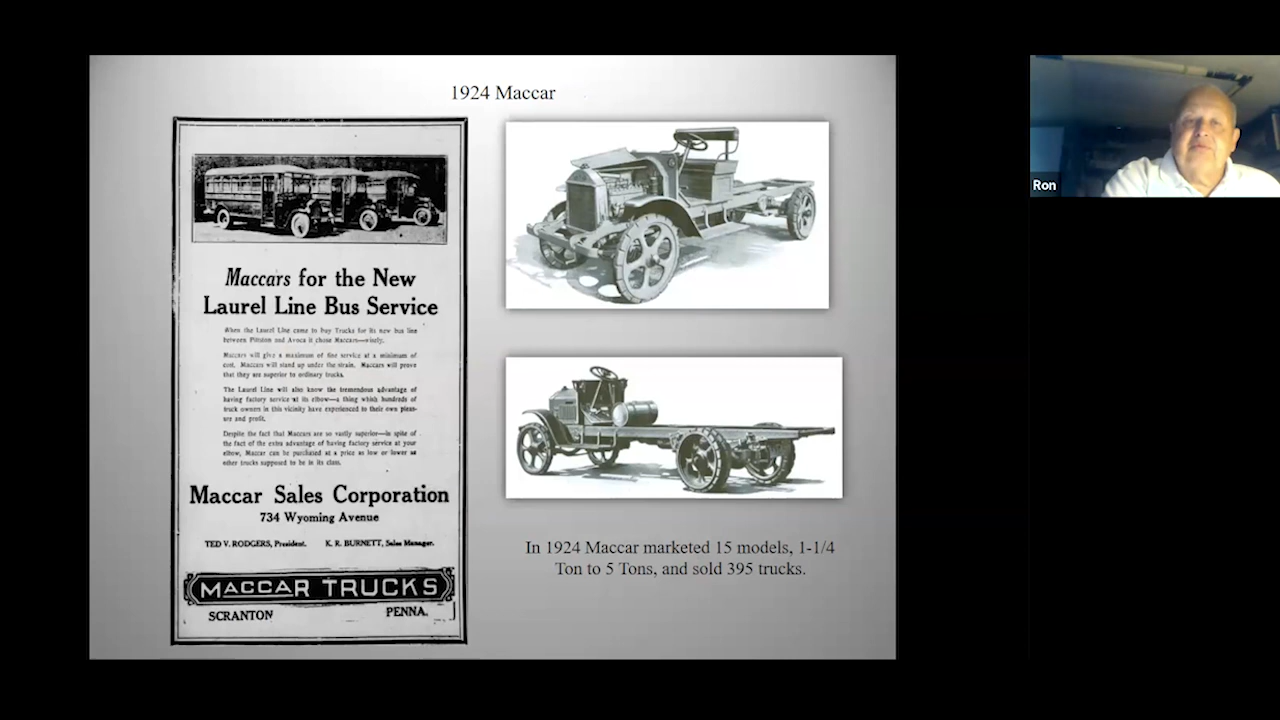 1924 Maccar
Maccars for the New
Laurel Line Bus Service
When the Laurel Line came to buy Trucks for its new bus line
between Pittston and Avoca it chose Maccars—wisely.
Maccars will give a maximum of fine service at a minimum of
cost. Maccars will stand up under the strain. Maccars will prove
that they are superior to ordinary trucks.
The Laurel Line will also know the tremendous advantage of
having factory service at its elbow—a thing which hundreds of
truck owners in this vicinity have experienced to their own pleas-
ure and profit.
Despite the fact that Maccars are so vastly superior—in spite of
the fact of the extra advantage of having factory service at your
elbow, Maccar can be purchased at a price as low or lower as
other trucks supposed to be in its class.
Maccar Sales Corporation
734 Wyoming Avenue
TED V. RODGERS, President. K. R. BURNETT, Sales Manager.
MACCAR TRUCKS
SCRANTON PENNA.
In 1924 Maccar marketed 15 models, 1-1/4
Ton to 5 Tons, and sold 395 trucks.
Ron